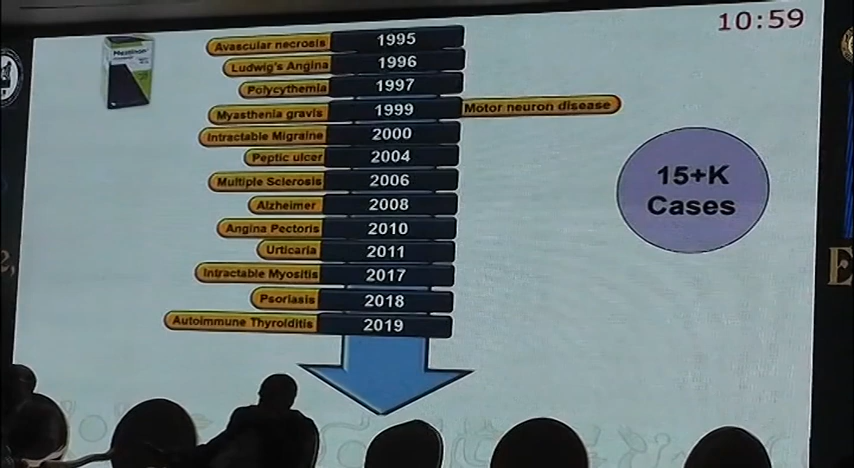 10:59
Mestinon
Avascular necrosis 1995
Ludwig's Angina 1996
Polycythemia 1997
Myasthenia gravis 1999 Motor neuron disease
Intractable Migraine 2000
Peptic ulcer 2004
Multiple Sclerosis 2006
Alzheimer 2008
Angina Pectoris 2010
Urticaria 2011
Intractable Myositis 2017
Psoriasis 2018
Autoimmune Thyroiditis 2019
15+K
Cases